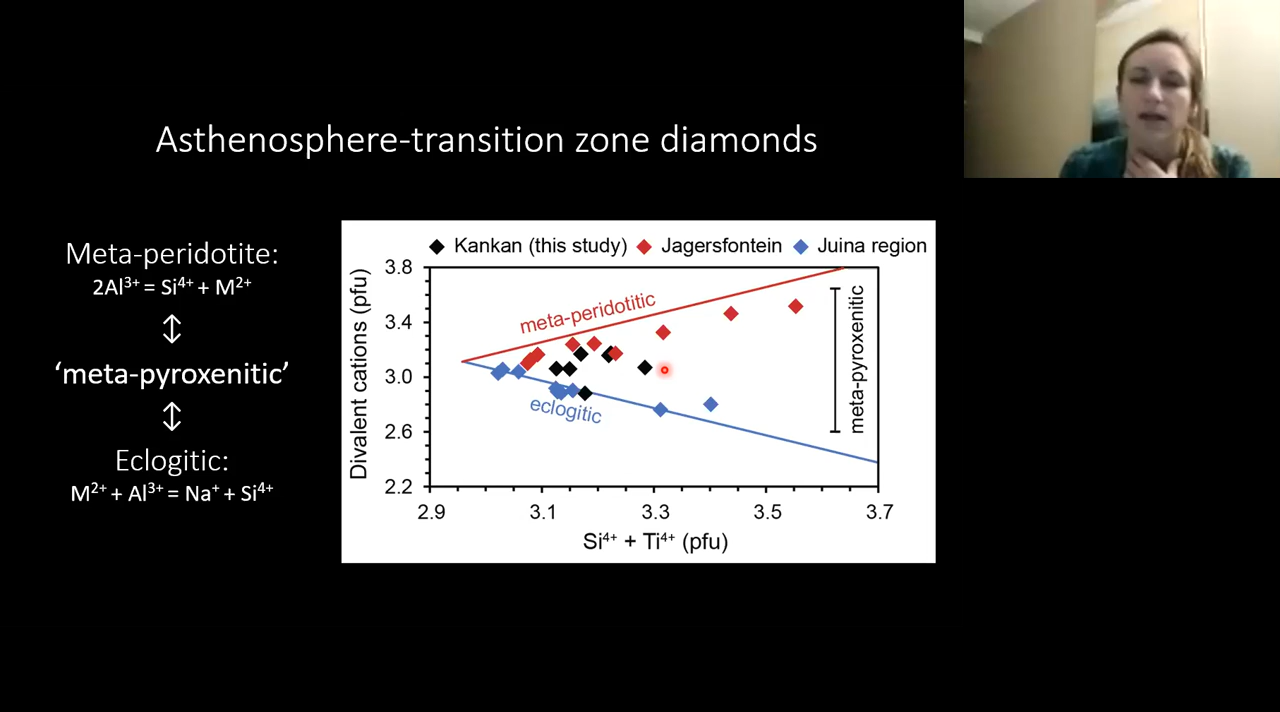 Asthenosphere-transition zone diamonds
Meta-peridotite:
2Al³⁺ = Si⁴⁺ + M²⁺
↕
‘meta-pyroxenitic’
↕
Eclogitic:
M²⁺ + Al³⁺ = Na⁺ + Si⁴⁺
Kankan (this study) Jagersfontein Juina region
Divalent cations (pfu)
3.8
3.4
3.0
2.6
2.2
meta-peridotitic
eclogitic
meta-pyroxenitic
2.9 3.1 3.3 3.5 3.7
Si⁴⁺ + Ti⁴⁺ (pfu)